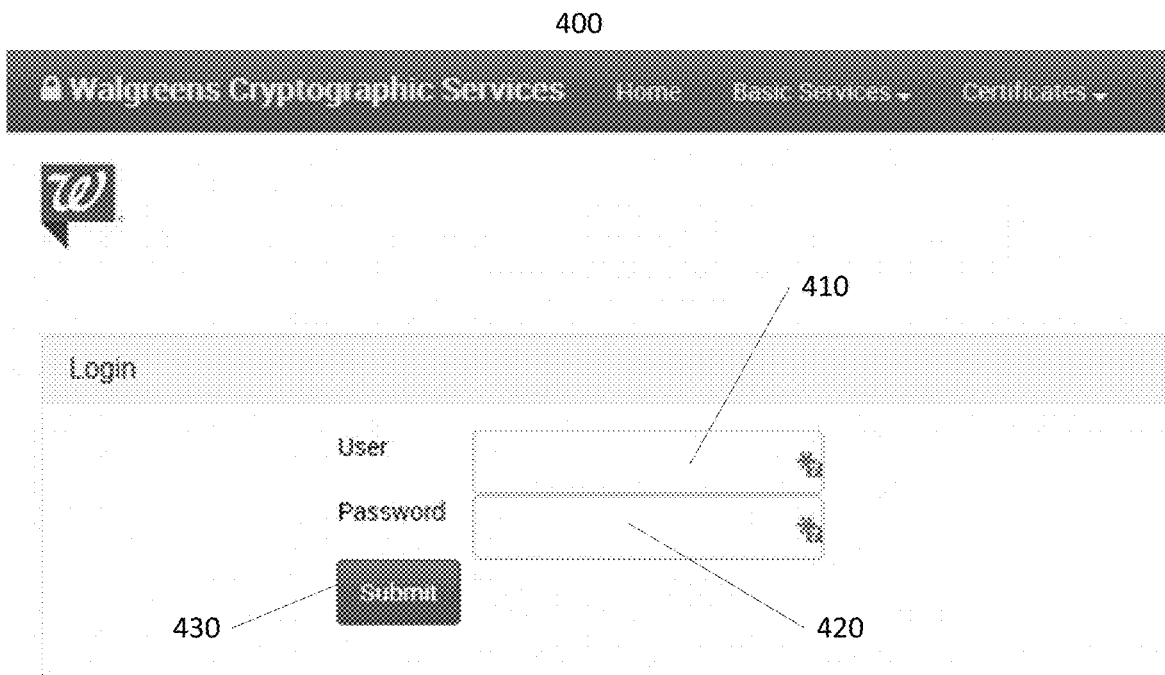 400
Walgreens Cryptographic Services Home Basic Services Certificates
W
410
Login
User
Password
Submit
430
420